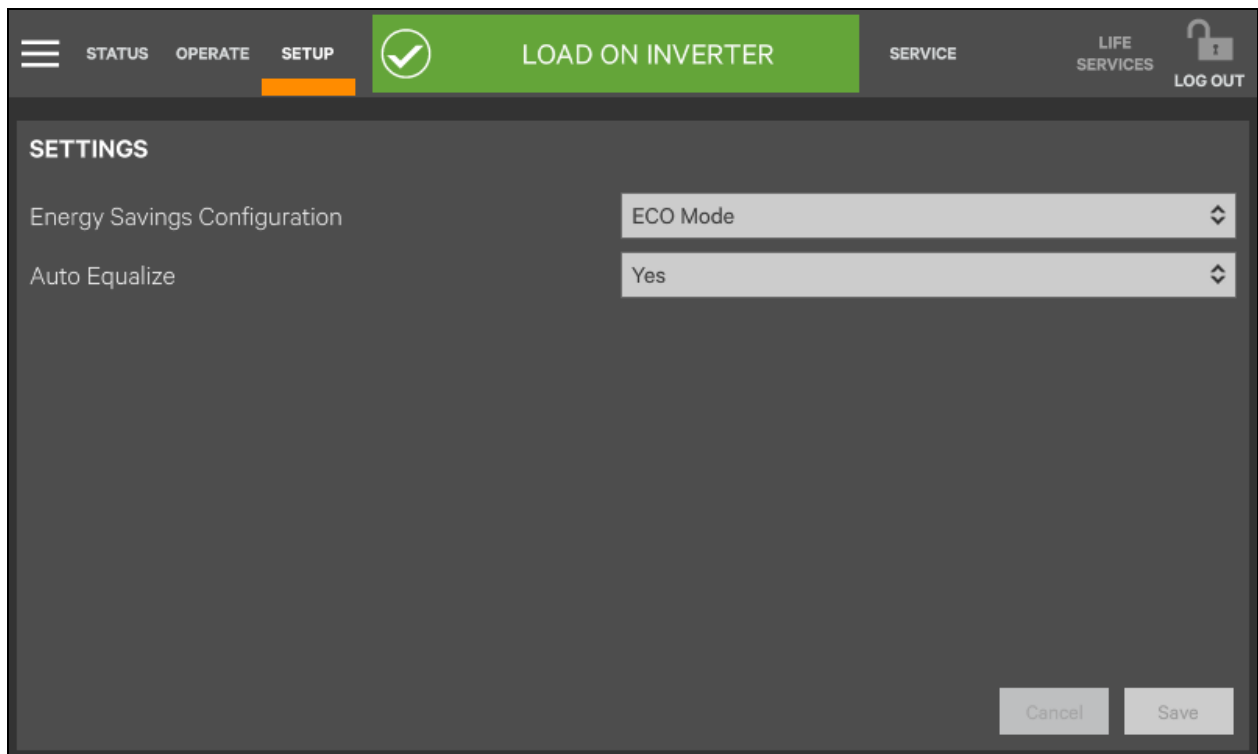 STATUS OPERATE SETUP LOAD ON INVERTER SERVICE LIFE SERVICES LOG OUT
SETTINGS
Energy Savings Configuration ECO Mode
Auto Equalize Yes
Cancel Save